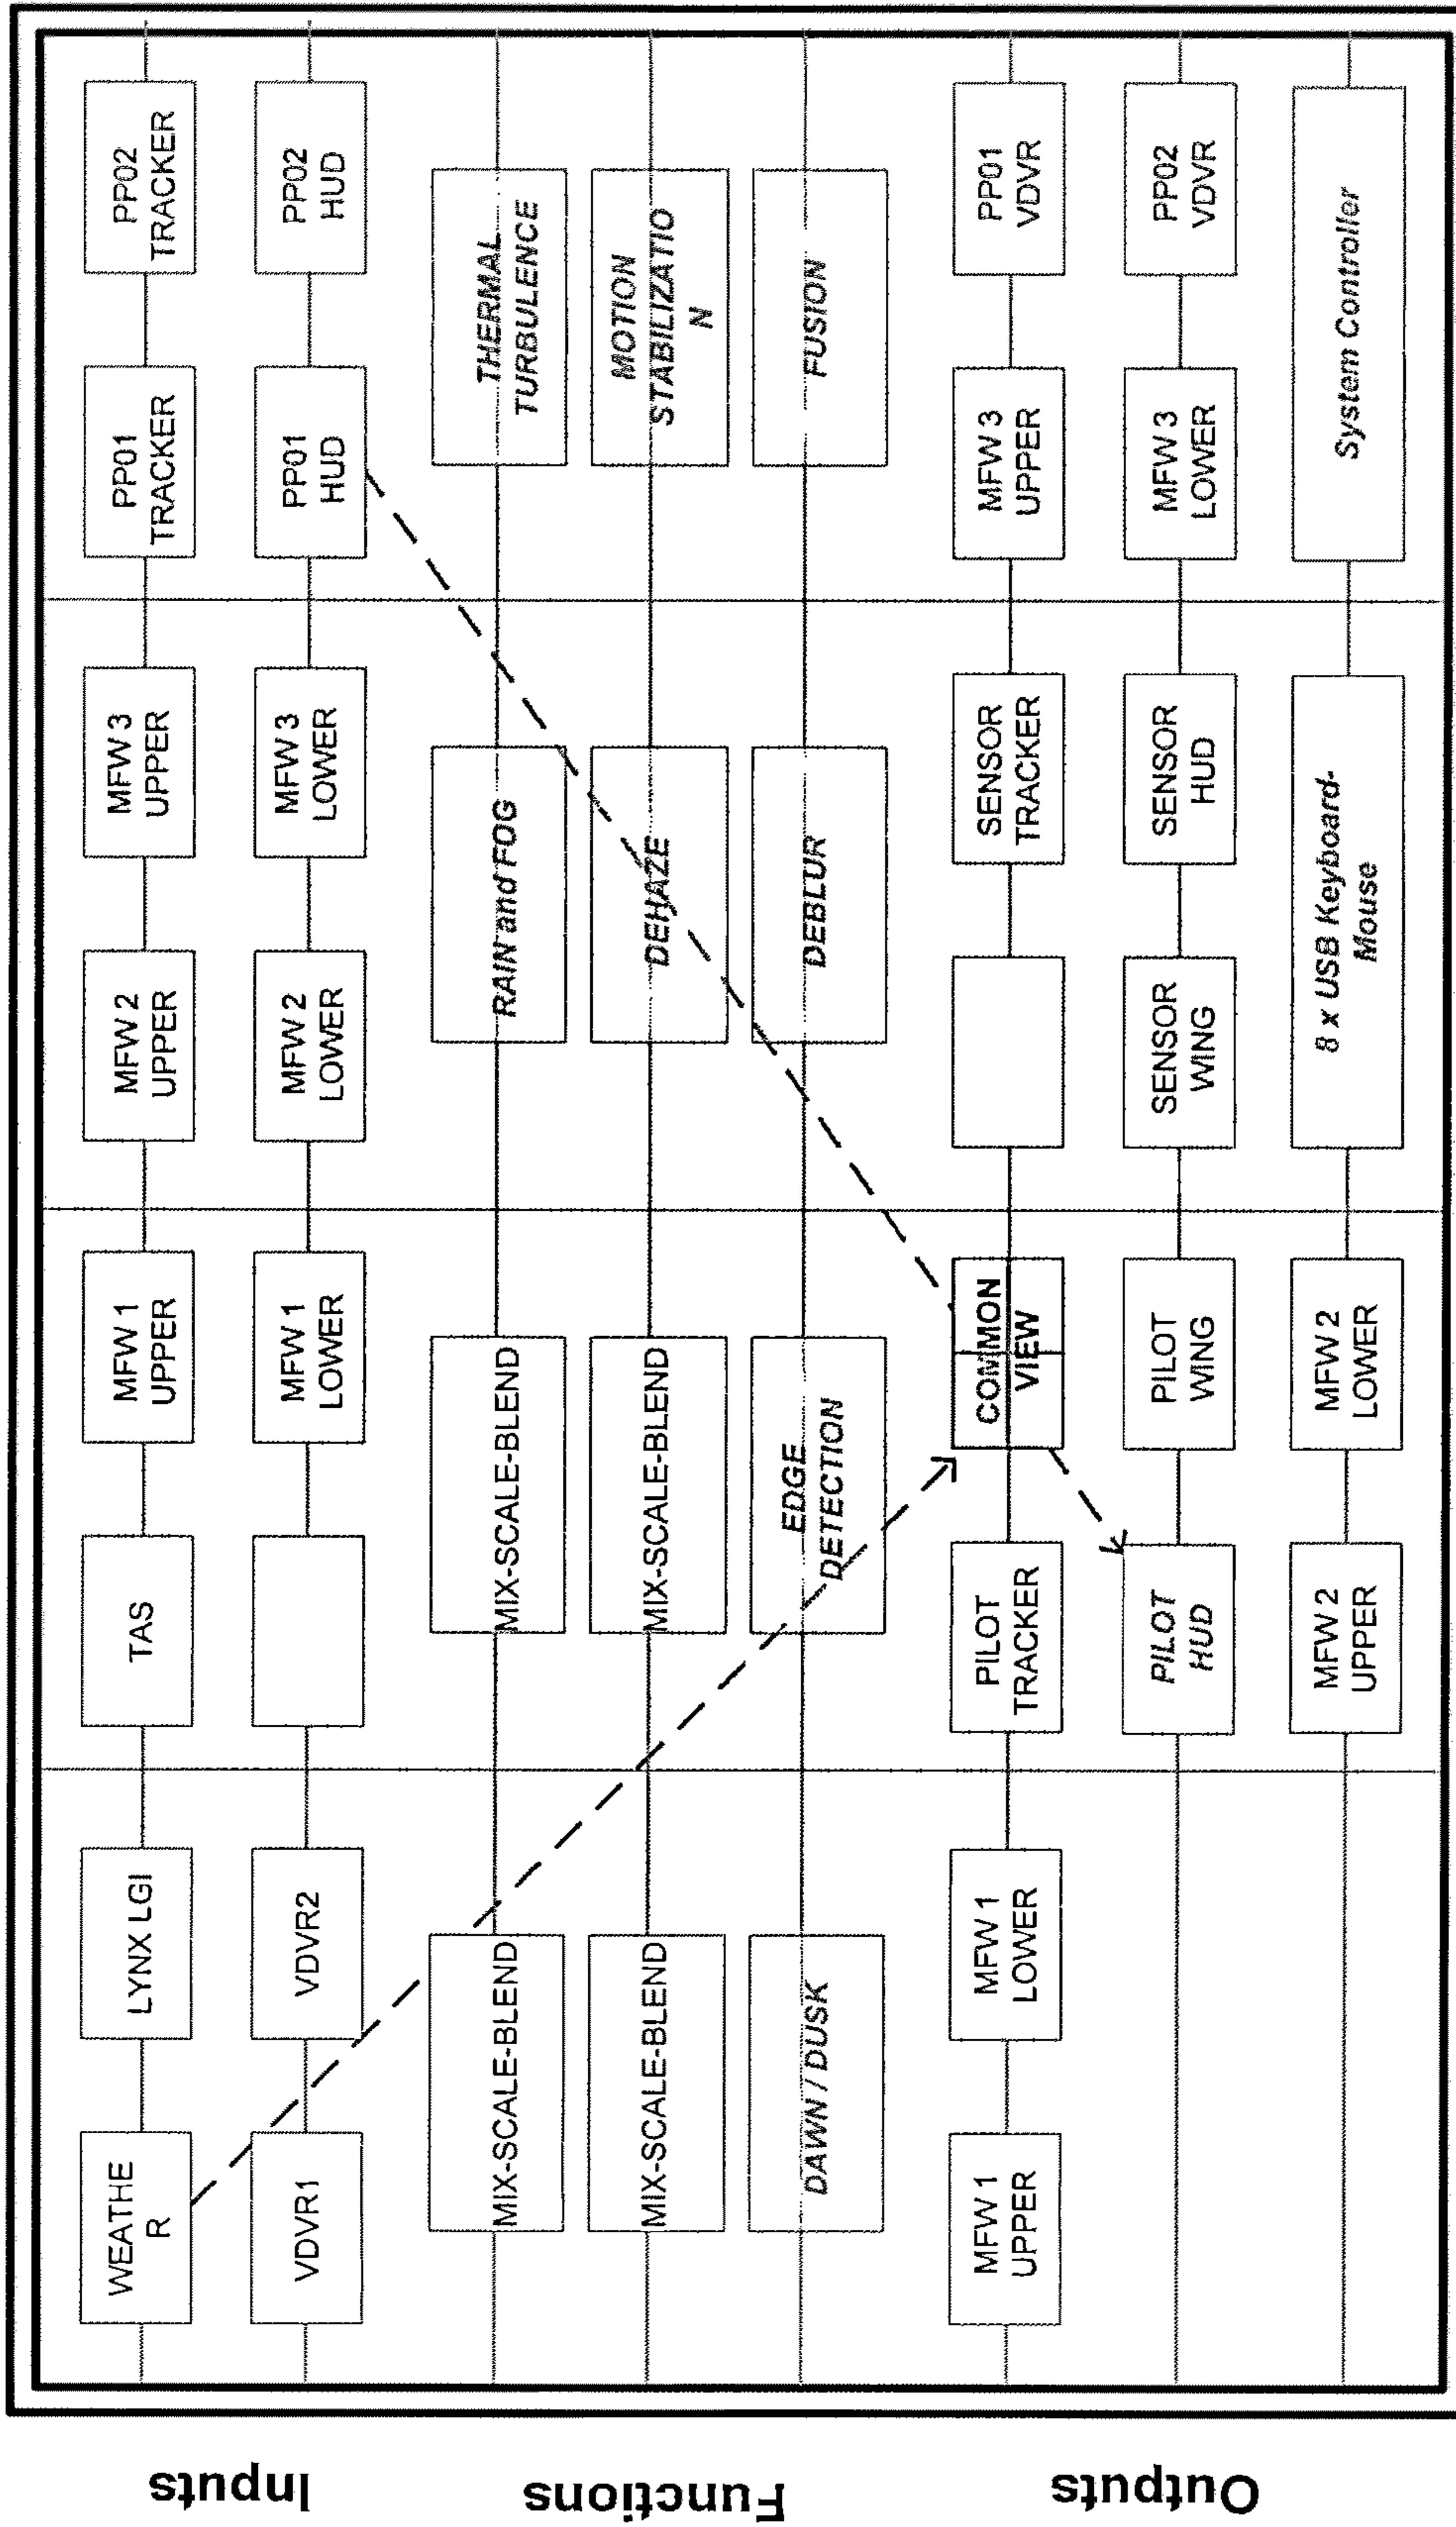 Inputs
WEATHE
R
LYNX LGI
TAS
MFW 1
UPPER
MFW 2
UPPER
MFW 3
UPPER
PP01
TRACKER
PP02
TRACKER
VDVR1
VDVR2
MFW 1
LOWER
MFW 2
LOWER
MFW 3
LOWER
PP01
HUD
PP02
HUD
Functions
MIX-SCALE-BLEND
MIX-SCALE-BLEND
RAIN and FOG
THERMAL
TURBULENCE
MIX-SCALE-BLEND
MIX-SCALE-BLEND
DEHAZE
MOTION
STABILIZATIO
N
DAWN / DUSK
EDGE
DETECTION
DEBLUR
FUSION
Outputs
MFW 1
UPPER
MFW 1
LOWER
PILOT
TRACKER
COMMON
VIEW
SENSOR
TRACKER
MFW 3
UPPER
PP01
VDVR
PILOT
HUD
PILOT
WING
SENSOR
WING
SENSOR
HUD
MFW 3
LOWER
PP02
VDVR
MFW 2
UPPER
MFW 2
LOWER
8 x USB Keyboard-
Mouse
System Controller